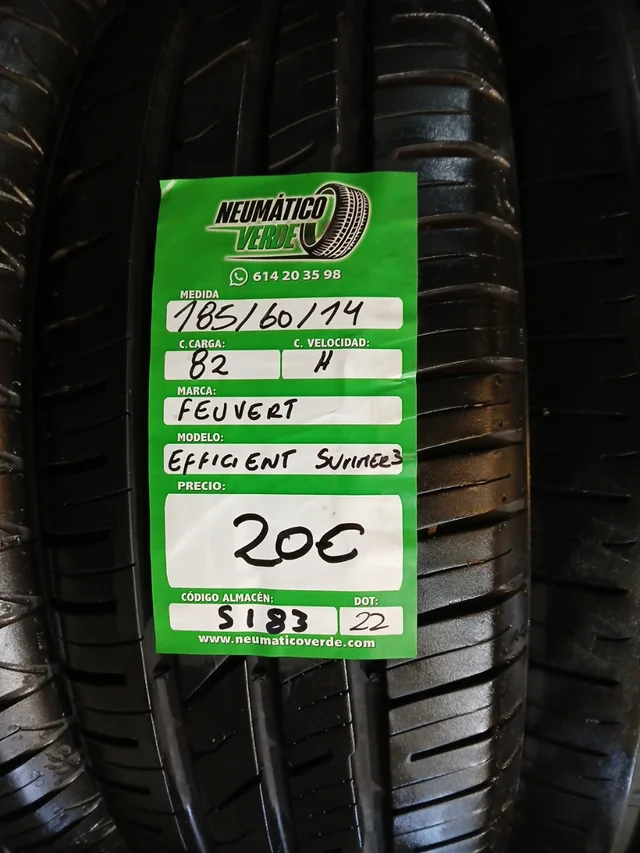 NEUMÁTICO
VERDE
614 20 35 98
MEDIDA
185/60/14
C.CARGA: C. VELOCIDAD:
82 H
MARCA:
FEUVERT
MODELO:
EFFICIENT SUMMER3
PRECIO:
20€
CÓDIGO ALMACÉN: DOT:
S183 22
www.neumaticoverde.com